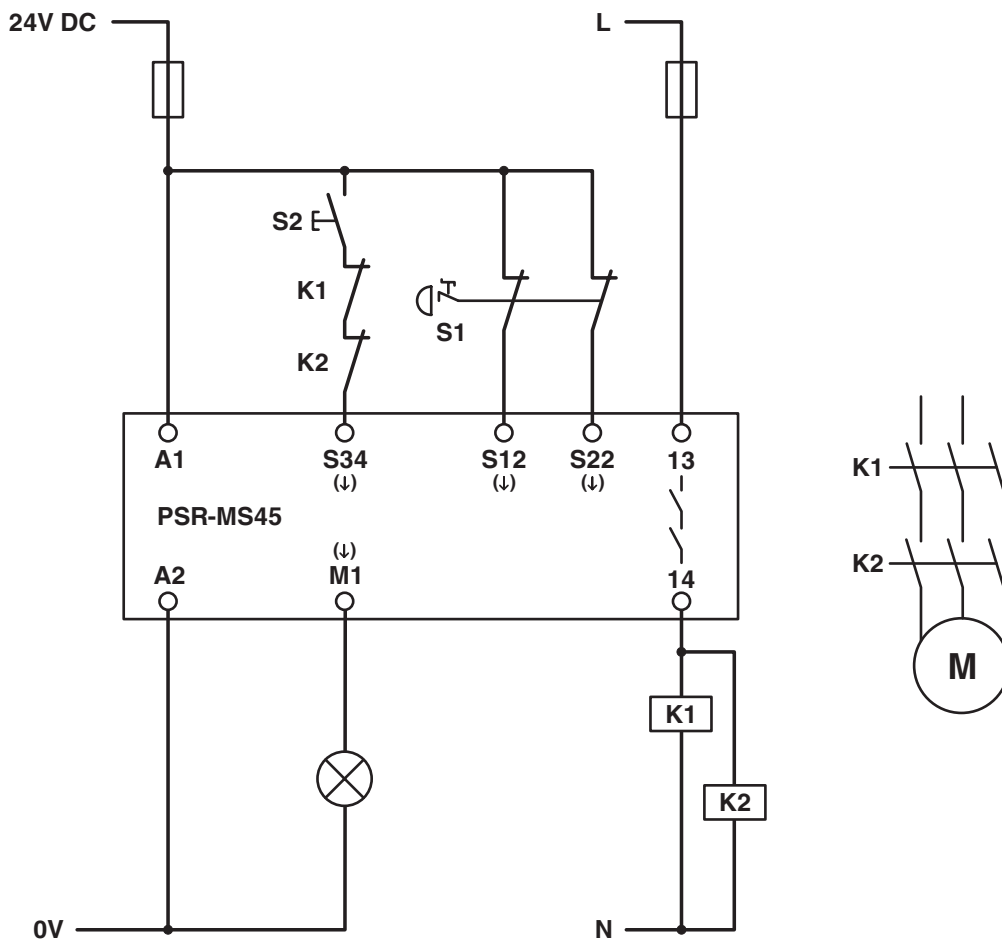 24V DC
L
S2
K1
S1
K2
A1
S34
S12
S22
13
(↓)
(↓)
(↓)
K1
PSR-MS45
(↓)
K2
A2
M1
14
M
K1
K2
0V
N